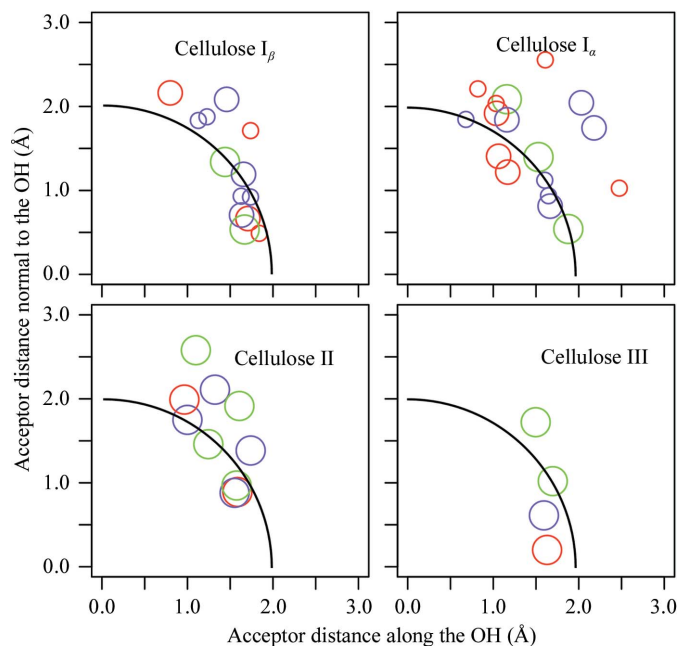 Cellulose Iβ
Cellulose Iα
3.0
2.0
1.0
0.0
Cellulose II
Cellulose III
3.0
2.0
1.0
0.0
Acceptor distance normal to the OH (Å)
0.0 1.0 2.0 3.0 0.0 1.0 2.0 3.0
Acceptor distance along the OH (Å)